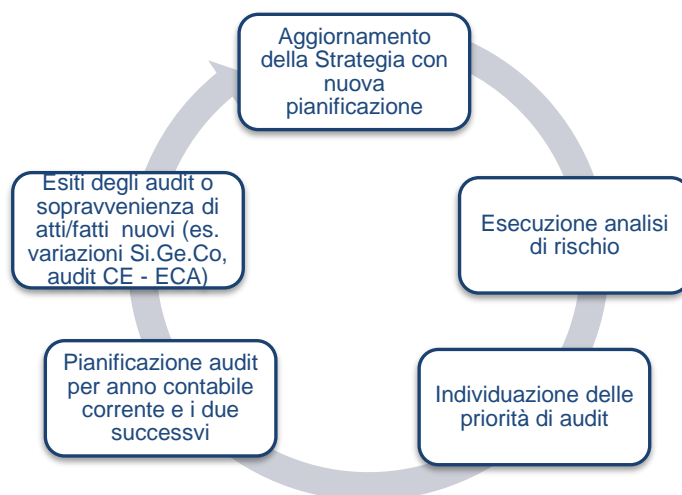 Aggiornamento
della Strategia con
nuova
pianificazione
Esecuzione analisi
di rischio
Individuazione delle
priorità di audit
Pianificazione audit
per anno contabile
corrente e i due
successvi
Esiti degli audit o
sopravvenienza di
atti/fatti nuovi (es.
variazioni Si.Ge.Co,
audit CE - ECA)